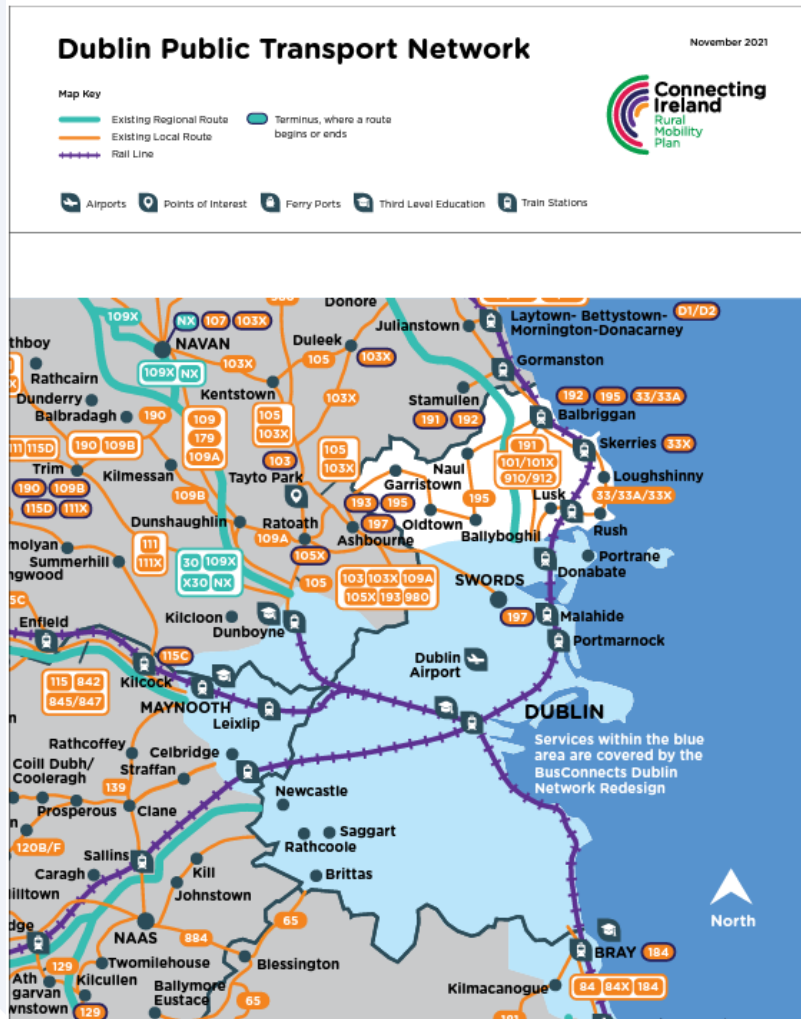 Dublin Public Transport Network
November 2021
Map Key
Existing Regional Route
Existing Local Route
Rail Line
Terminus, where a route
begins or ends
Connecting
Ireland
Rural
Mobility
Plan
Airports
Points of Interest
Ferry Ports
Third Level Education
Train Stations
Donore
109X
NX 107 103X
NAVAN
Julianstown
Laytown- Bettystown-
Mornington-Donacarney
D1/D2
Duleek
105
103X
103X
Gormanston
Rathcairn
109X NX
Kentstown
Dunderry
Balbradagh
190
103X
Stamullen
191 192
192 195 33/33A
Balbriggan
109
179
109A
105
103X
111 115D
190 109B
Trim
Kilmessan
103
105
103X
Tayto Park
Naul
191
101/101X
910/912
Skerries
33X
Garristown
Loughshinny
190 109B
115D 111X
109B
193 195
197
195
Lusk
33/33A/33X
Dunshaughlin
Ratoath
Oldtown
Rush
109A
Ashbourne
Ballyboghil
111
111X
105X
Summerhill
30 109X
X30 NX
105
103 103X 109A
105X 193 980
SWORDS
Portrane
Donabate
Enfield
Kilcloon
Dunboyne
197
Malahide
Portmarnock
115C
Kilcock
Dublin
Airport
115 842
845/847
MAYNOOTH
Leixlip
DUBLIN
Services within the blue
area are covered by the
BusConnects Dublin
Network Redesign
Rathcoffey
Celbridge
Coill Dubh/
Cooleragh
Straffan
139
Newcastle
Prosperous
Clane
Saggart
Rathcoole
120B/F
Sallins
Caragh
Kill
Brittas
Johnstown
North
65
NAAS
884
BRAY
184
129
Twomilehouse
Blessington
Ath
garvan
Kilcullen
Ballymore
Eustace
65
Kilmacanogue
84 84X 184
129